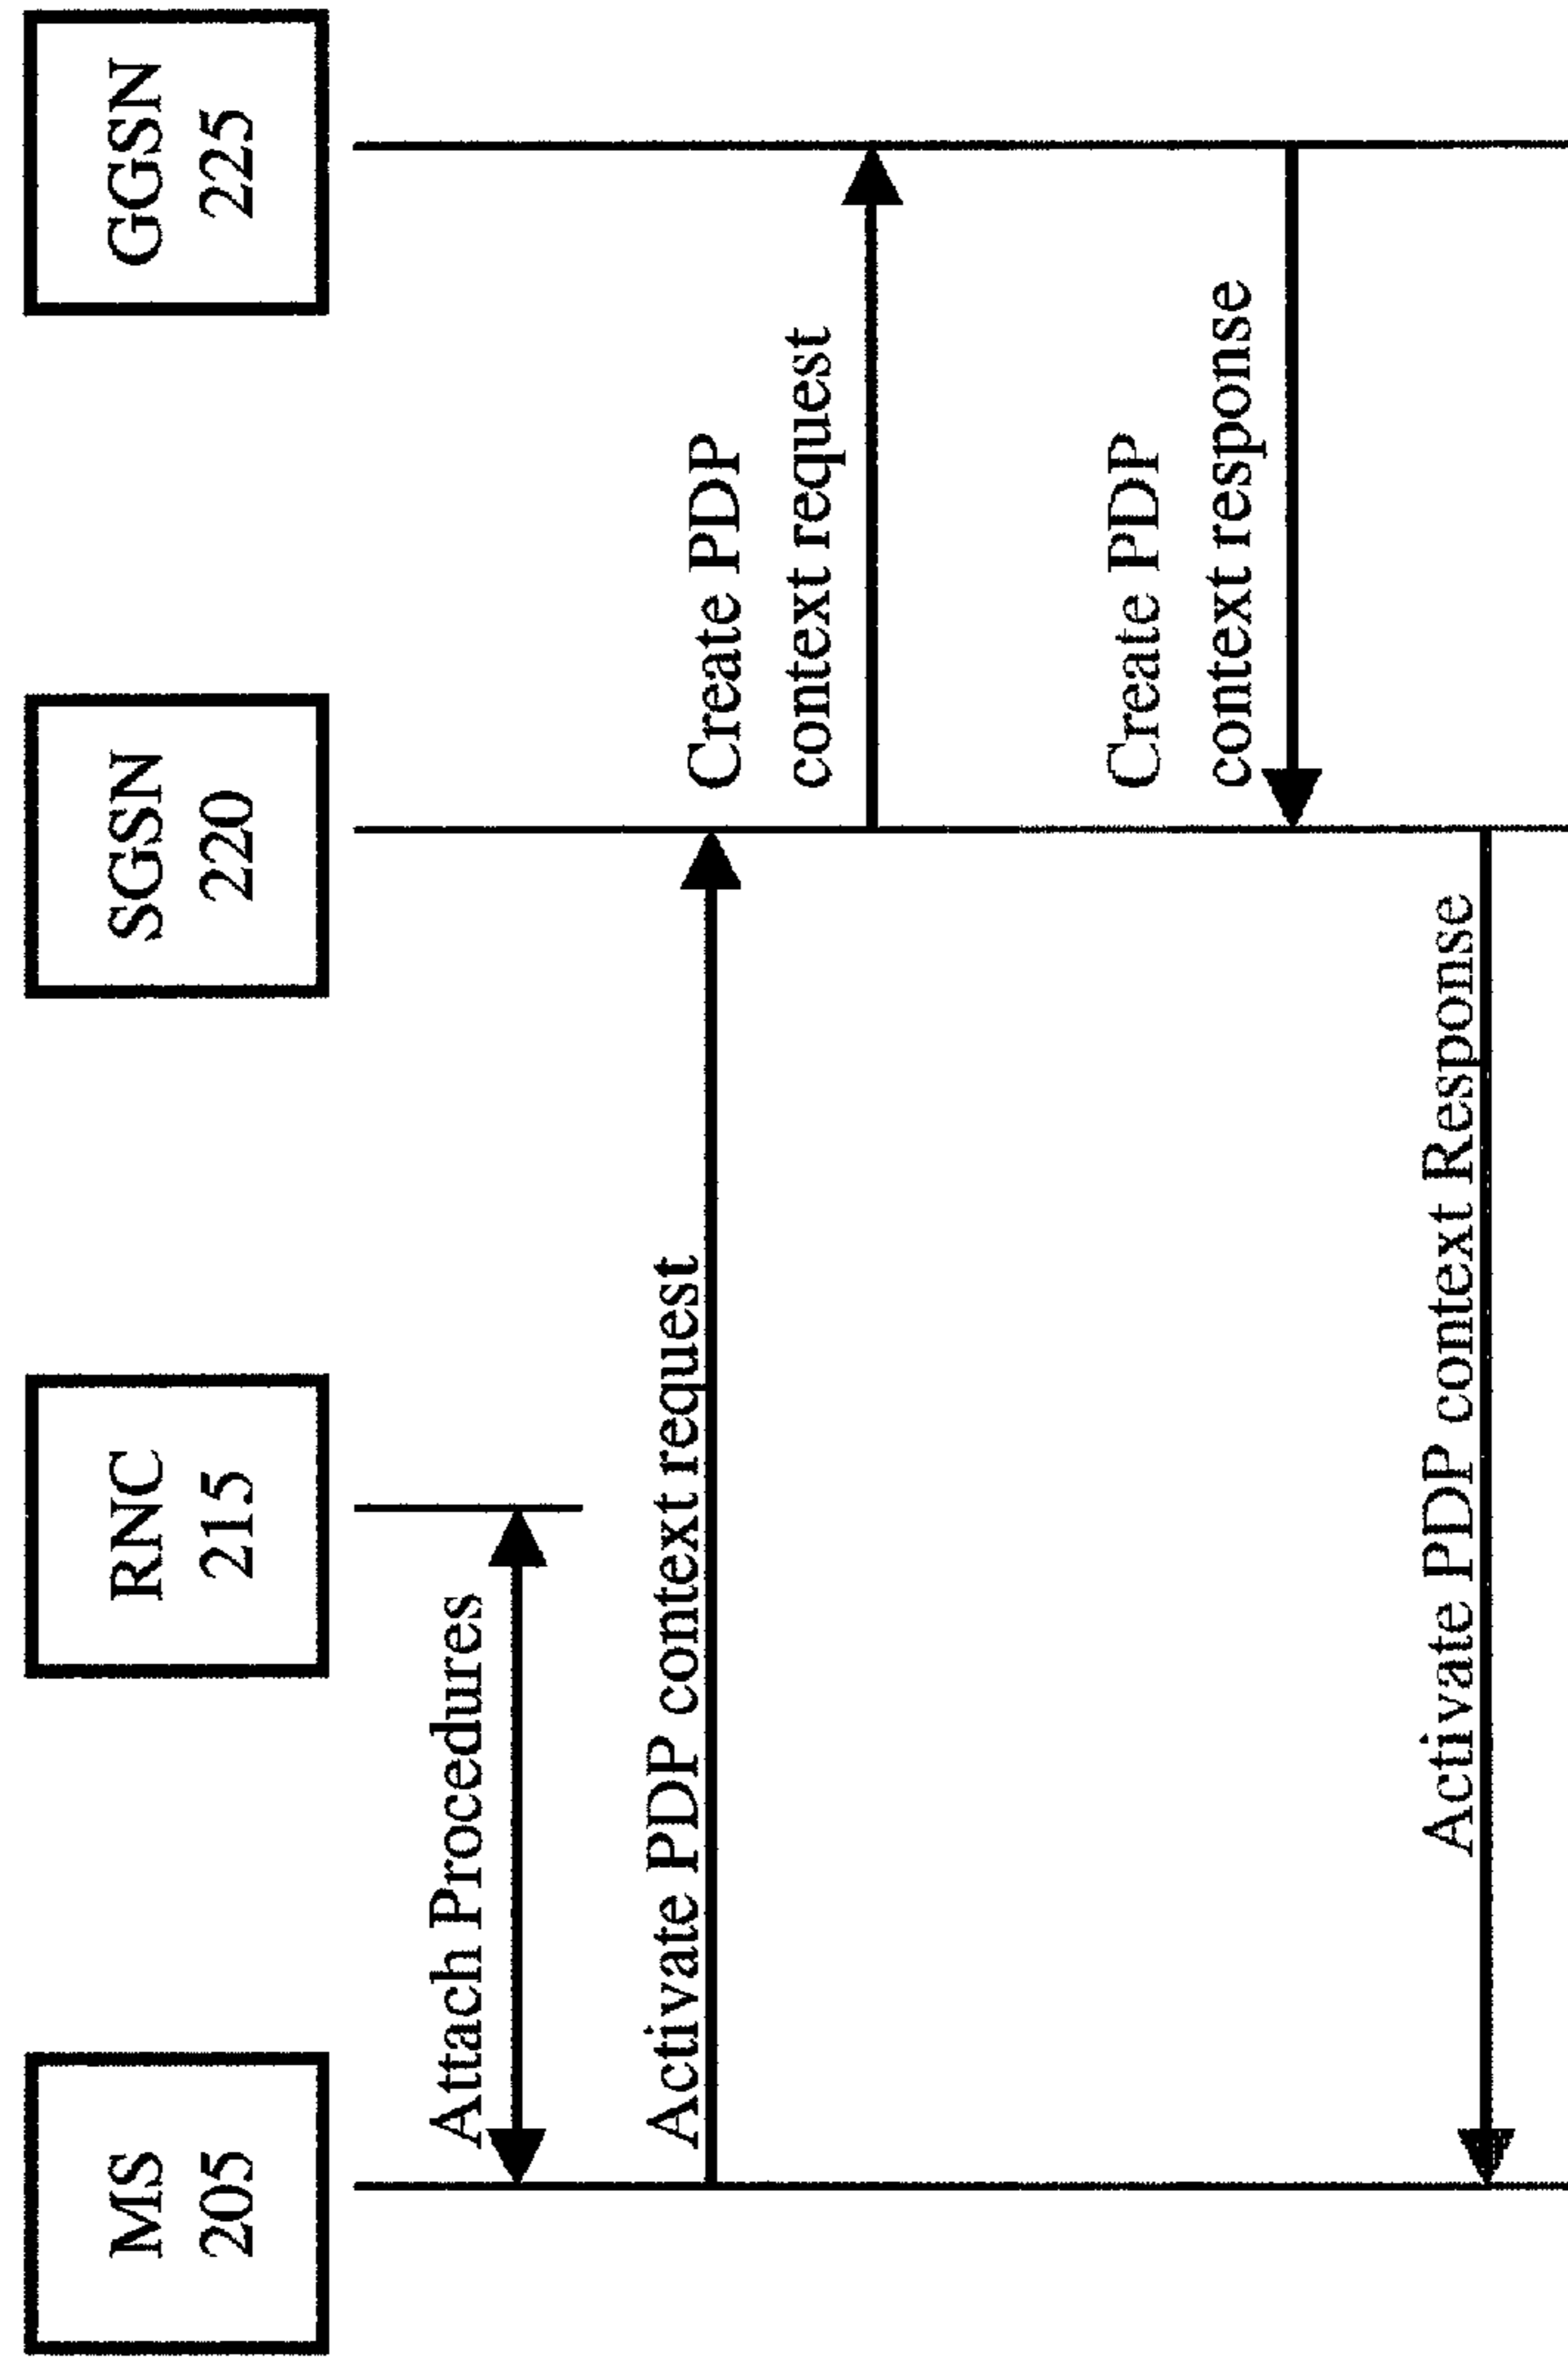 MS
205
RNC
215
SGSN
220
GGSN
225
Attach Procedures
Activate PDP context request
Create PDP
context request
Create PDP
context response
Activate PDP context Response